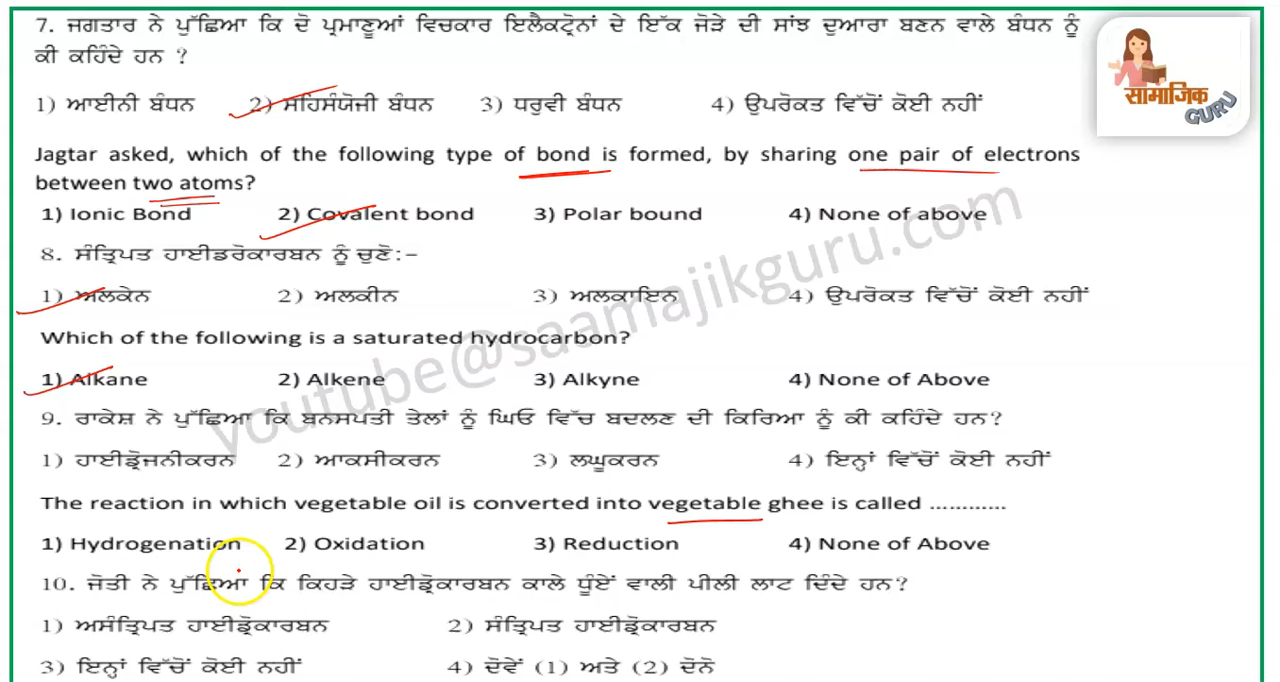 7. ਜਗਤਾਰ ਨੇ ਪੁੱਛਿਆ ਕਿ ਦੋ ਪ੍ਰਮਾਣੂਆਂ ਵਿਚਕਾਰ ਇਲੈਕਟ੍ਰੋਨਾਂ ਦੇ ਇੱਕ ਜੋੜੇ ਦੀ ਸਾਂਝ ਦੁਆਰਾ ਬਣਨ ਵਾਲੇ ਬੰਧਨ ਨੂੰ
ਕੀ ਕਹਿੰਦੇ ਹਨ ?
1) ਆਈਨੀ ਬੰਧਨ 2) ਸਹਿਸੰਯੋਜੀ ਬੰਧਨ 3) ਧਰੁਵੀ ਬੰਧਨ 4) ਉਪਰੋਕਤ ਵਿੱਚੋਂ ਕੋਈ ਨਹੀਂ
सामाजिक
GURU
Jagtar asked, which of the following type of bond is formed, by sharing one pair of electrons
between two atoms?
1) Ionic Bond 2) Covalent bond 3) Polar bound 4) None of above
8. ਸੰਤ੍ਰਿਪਤ ਹਾਈਡਰੋਕਾਰਬਨ ਨੂੰ ਚੁਣੋ:-
1) ਅਲਕੇਨ 2) ਅਲਕੀਨ 3) ਅਲਕਾਇਨ 4) ਉਪਰੋਕਤ ਵਿੱਚੋਂ ਕੋਈ ਨਹੀਂ
Which of the following is a saturated hydrocarbon?
1) Alkane 2) Alkene 3) Alkyne 4) None of Above
youtube@saamajikguru.com
9. ਰਾਕੇਸ਼ ਨੇ ਪੁੱਛਿਆ ਕਿ ਬਨਸਪਤੀ ਤੇਲਾਂ ਨੂੰ ਘਿਓ ਵਿੱਚ ਬਦਲਣ ਦੀ ਕਿਰਿਆ ਨੂੰ ਕੀ ਕਹਿੰਦੇ ਹਨ?
1) ਹਾਈਡ੍ਰੋਜਨੀਕਰਨ 2) ਆਕਸੀਕਰਨ 3) ਲਘੂਕਰਨ 4) ਇਨ੍ਹਾਂ ਵਿੱਚੋਂ ਕੋਈ ਨਹੀਂ
The reaction in which vegetable oil is converted into vegetable ghee is called ............
1) Hydrogenation 2) Oxidation 3) Reduction 4) None of Above
10. ਜੋਤੀ ਨੇ ਪੁੱਛਿਆ ਕਿ ਕਿਹੜੇ ਹਾਈਡ੍ਰੋਕਾਰਬਨ ਕਾਲੇ ਧੂੰਏਂ ਵਾਲੀ ਪੀਲੀ ਲਾਟ ਦਿੰਦੇ ਹਨ?
1) ਅਸੰਤ੍ਰਿਪਤ ਹਾਈਡ੍ਰੋਕਾਰਬਨ 2) ਸੰਤ੍ਰਿਪਤ ਹਾਈਡ੍ਰੋਕਾਰਬਨ
3) ਇਨ੍ਹਾਂ ਵਿੱਚੋਂ ਕੋਈ ਨਹੀਂ 4) ਦੋਵੇਂ (1) ਅਤੇ (2) ਦੋਨੋ